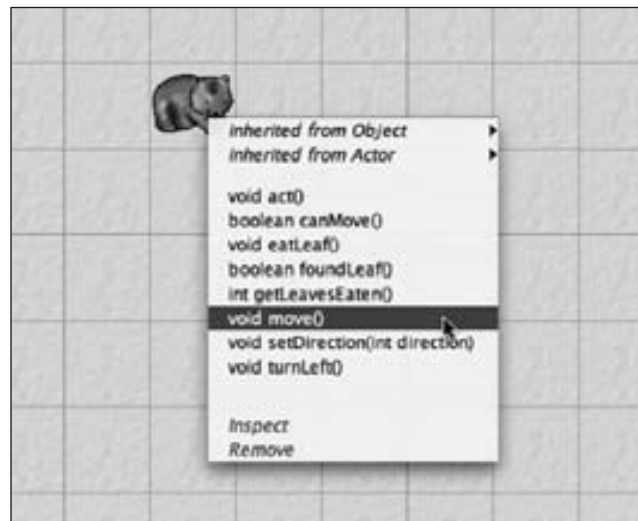 Inherited from Object
Inherited from Actor
void act()
boolean canMove()
void eatLeaf()
boolean foundLeaf()
int getLeavesEaten()
void move()
void setDirection(int direction)
void turnLeft()
Inspect
Remove